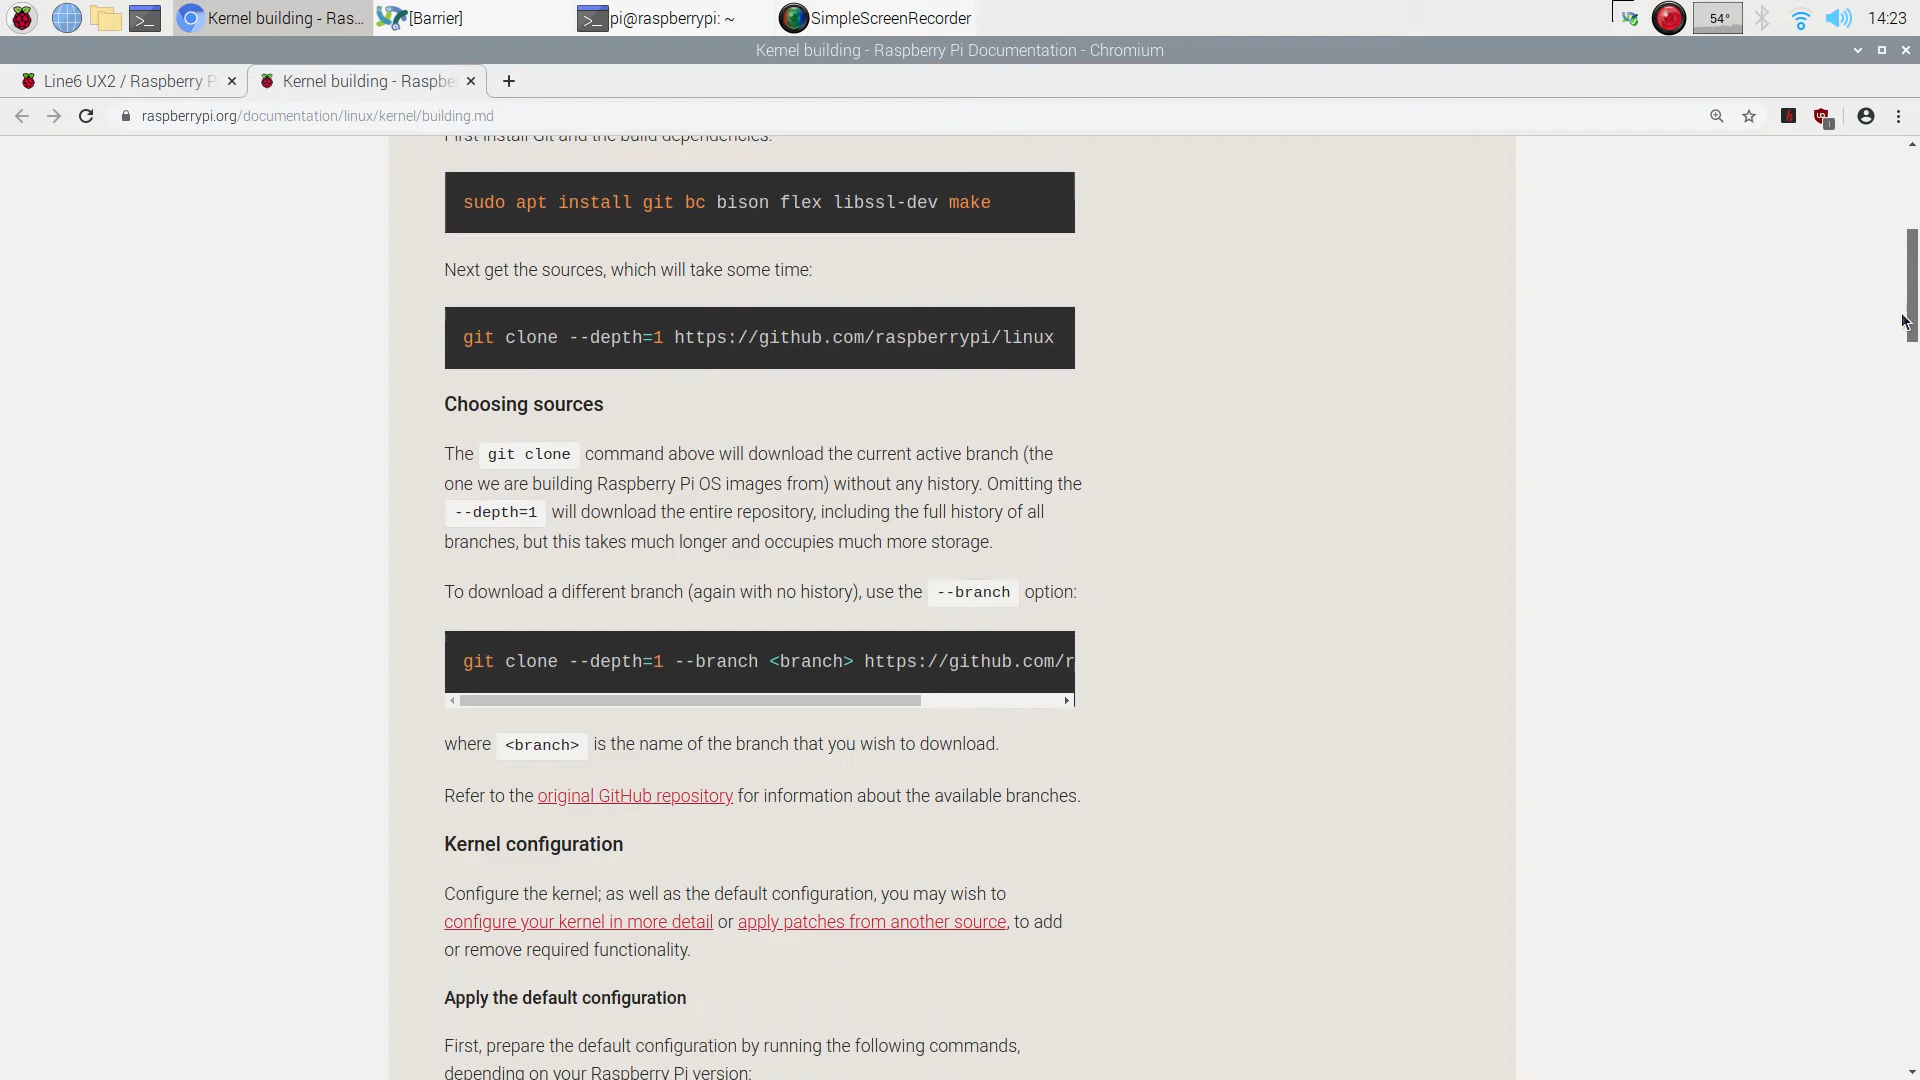 Kernel building - Ras...
[Barrier]
pi@raspberrypi: ~
SimpleScreenRecorder
54°
14:23
Kernel building - Raspberry Pi Documentation - Chromium
Line6 UX2 / Raspberry P
Kernel building - Raspbe
raspberrypi.org/documentation/linux/kernel/building.md
1
First install Git and the build dependencies:
sudo apt install git bc bison flex libssl-dev make
Next get the sources, which will take some time:
git clone --depth=1 https://github.com/raspberrypi/linux
Choosing sources
The git clone command above will download the current active branch (the
one we are building Raspberry Pi OS images from) without any history. Omitting the
--depth=1 will download the entire repository, including the full history of all
branches, but this takes much longer and occupies much more storage.
To download a different branch (again with no history), use the --branch option:
git clone --depth=1 --branch <branch> https://github.com/r
where <branch> is the name of the branch that you wish to download.
Refer to the original GitHub repository for information about the available branches.
Kernel configuration
Configure the kernel; as well as the default configuration, you may wish to
configure your kernel in more detail or apply patches from another source, to add
or remove required functionality.
Apply the default configuration
First, prepare the default configuration by running the following commands,
depending on your Raspberry Pi version: